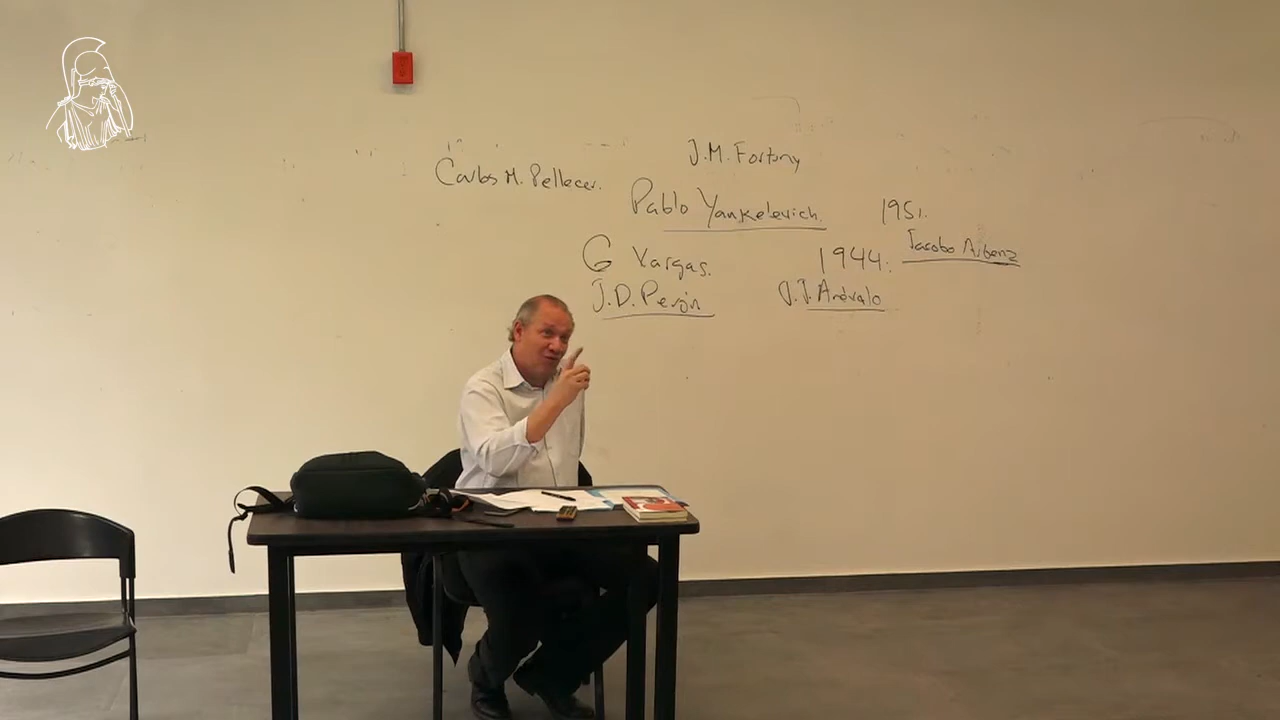 J.M. Fortuny
Carlos M. Pellecer.
Pablo Yankelevich.
1951.
Jacobo Arbenz
G Vargas.
1944.
J.D. Perón
J.J. Arévalo